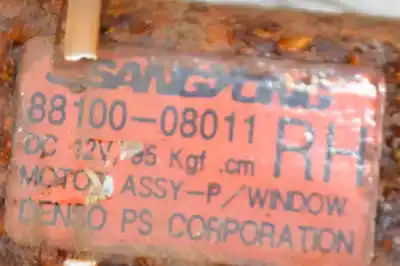 SSANGYONG
88100-08011 RH
DC 12V/95 Kgf.cm
MOTOR ASSY-P/WINDOW
DENSO PS CORPORATION